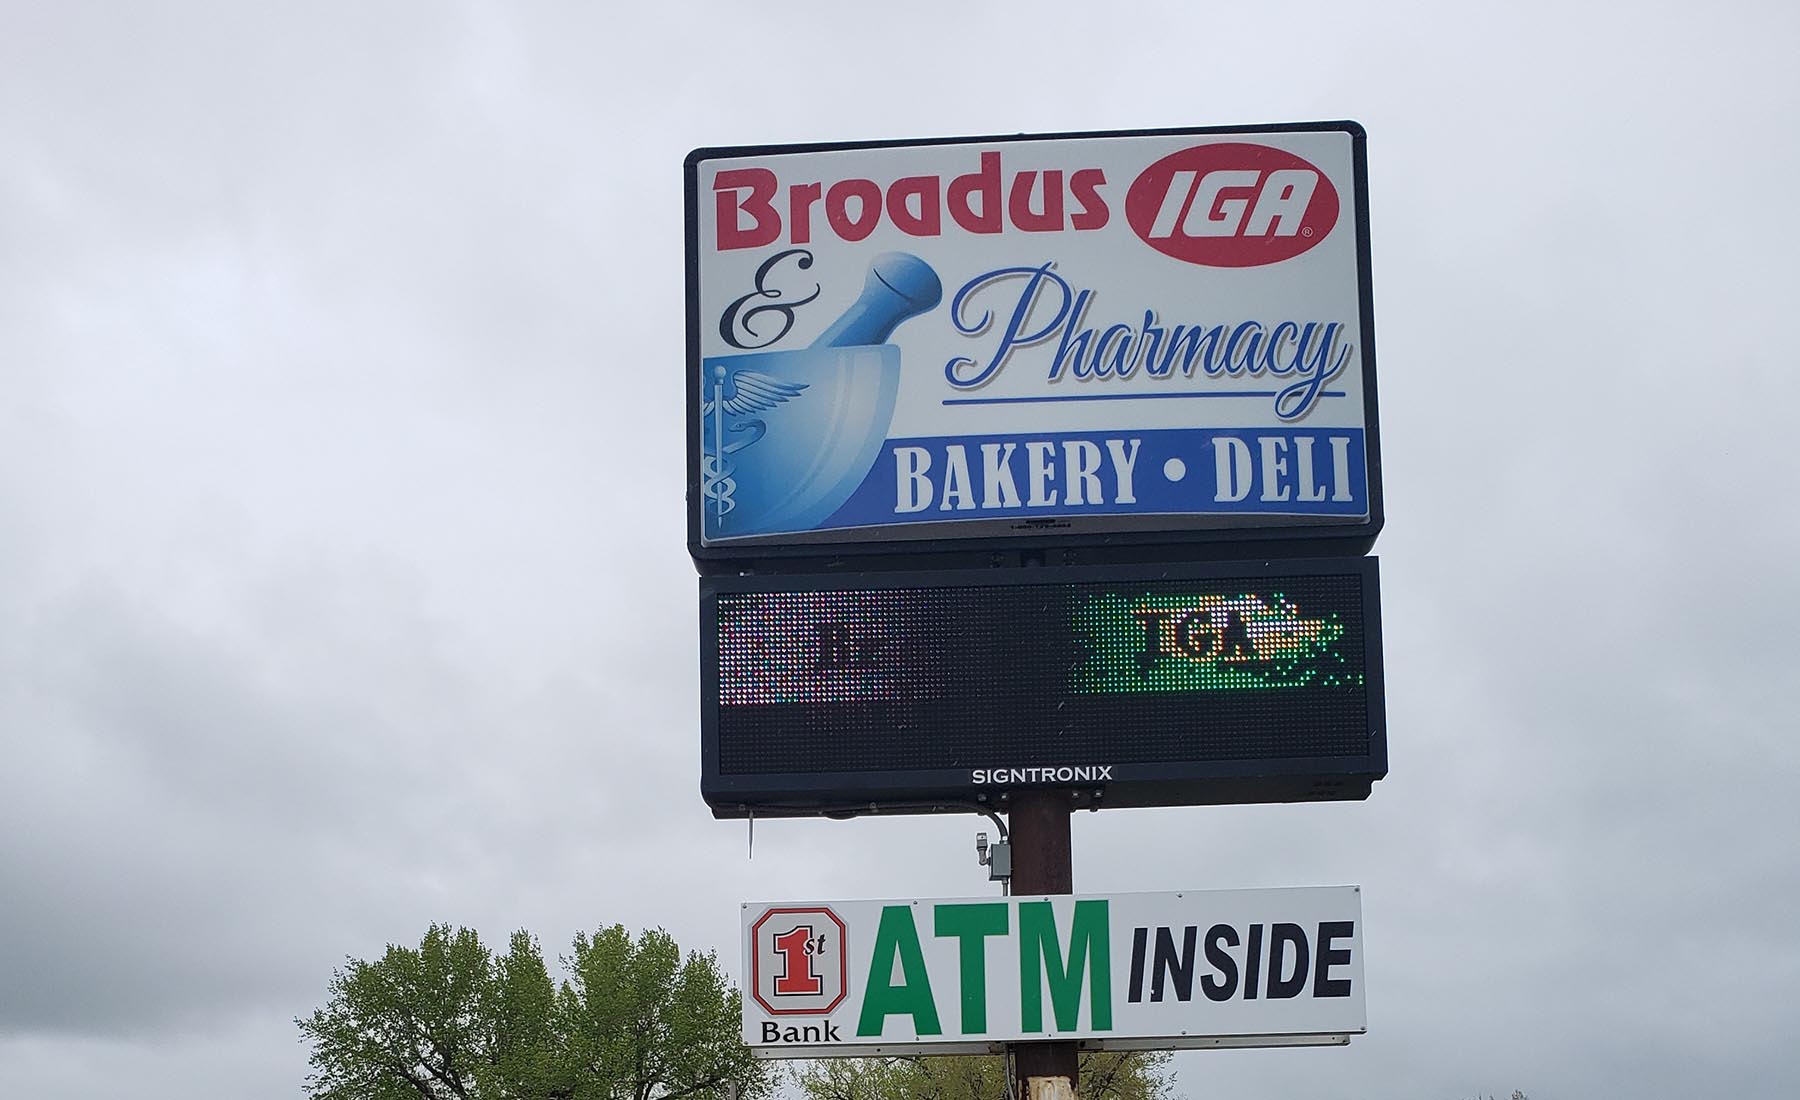 Broadus IGA®
& Pharmacy
BAKERY • DELI
IGA
SIGNTRONIX
1st Bank
ATM INSIDE